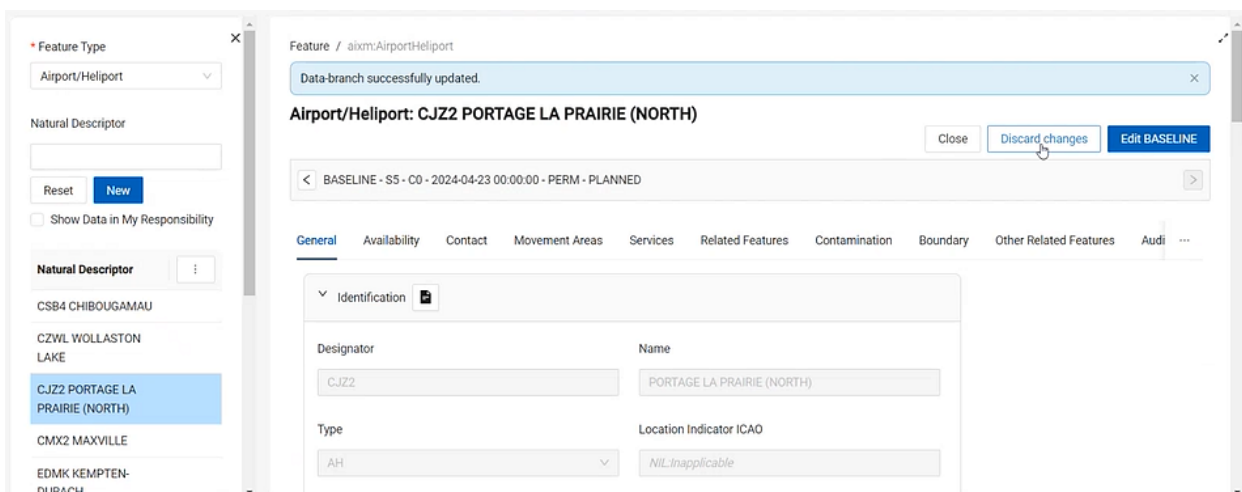 * Feature Type
Airport/Heliport
Natural Descriptor
Reset
New
Show Data in My Responsibility
Natural Descriptor
CSB4 CHIBOUGAMAU
CZWL WOLLASTON
LAKE
CJZ2 PORTAGE LA
PRAIRIE (NORTH)
CMX2 MAXVILLE
EDMK KEMPTEN-
DURACH
Feature / aixm:AirportHeliport
Data-branch successfully updated.
Airport/Heliport: CJZ2 PORTAGE LA PRAIRIE (NORTH)
Close
Discard changes
Edit BASELINE
BASELINE - S5 - C0 - 2024-04-23 00:00:00 - PERM - PLANNED
General Availability Contact Movement Areas Services Related Features Contamination Boundary Other Related Features Audi ···
Identification
Designator
CJZ2
Name
PORTAGE LA PRAIRIE (NORTH)
Type
AH
Location Indicator ICAO
NIL:Inapplicable